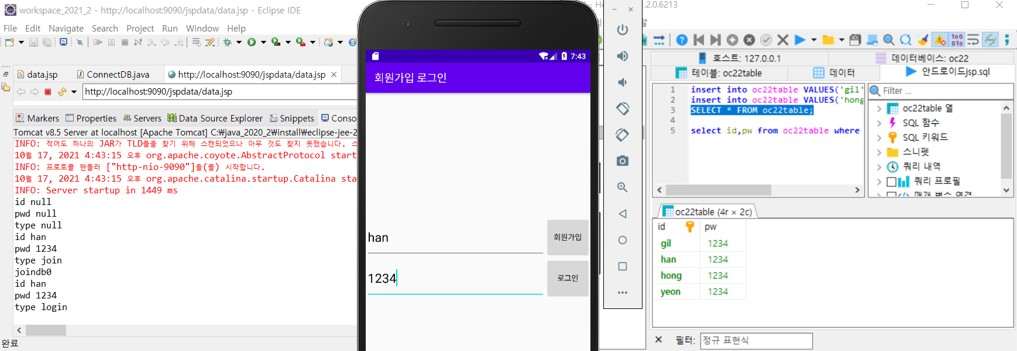 workspace_2021_2 - http://localhost:9090/jspdata/data.jsp - Eclipse IDE
File Edit Navigate Search Project Run Window Help
data.jsp
ConnectDB.java
http://localhost:9090/jspdata/data.jsp
http://localhost:9090/jspdata/data.jsp
Markers
Properties
Servers
Data Source Explorer
Snippets
Conso
Tomcat v8.5 Server at localhost [Apache Tomcat] C:\java_2020_2\install\eclipse-jee-2
INFO: 적어도 하나의 JAR가 TLD들을 찾기 위해 스캔되었으나 아무 것도 찾지 못했습니다. 스
10월 17, 2021 4:43:15 오후 org.apache.coyote.AbstractProtocol start
INFO: 프로토콜 핸들러 ["http-nio-9090"]을(를) 시작합니다.
10월 17, 2021 4:43:15 오후 org.apache.catalina.startup.Catalina sta
INFO: Server startup in 1449 ms
id null
pwd null
type null
id han
pwd 1234
type join
joindb0
id han
pwd 1234
type login
완료
7:43
회원가입 로그인
han
회원가입
1234
로그인
.2.0.6213
호스트: 127.0.0.1
데이터베이스: oc22
테이블: oc22table
데이터
안드로이드jsp.sql
1 insert into oc22table VALUES('gil'
2 insert into oc22table VALUES('hong
3 SELECT * FROM oc22table;
4
5 select id,pw from oc22table where
Filter ...
oc22table 열
SQL 함수
SQL 키워드
스니펫
쿼리 내역
쿼리 프로필
oc22table (4r × 2c)
id pw
gil 1234
han 1234
hong 1234
yeon 1234
필터: 정규 표현식